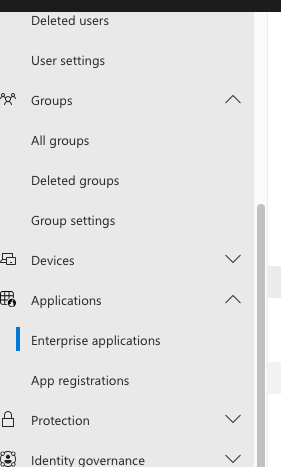 Deleted users
User settings
Groups
All groups
Deleted groups
Group settings
Devices
Applications
Enterprise applications
App registrations
Protection
Identity governance